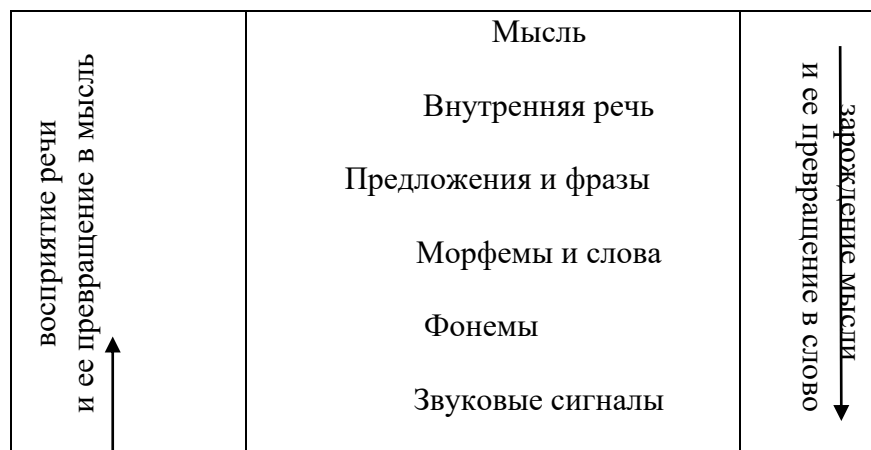 восприятие речи
и ее превращение в мысль
Мысль
Внутренняя речь
Предложения и фразы
Морфемы и слова
Фонемы
Звуковые сигналы
зарождение мысли
и ее превращение в слово